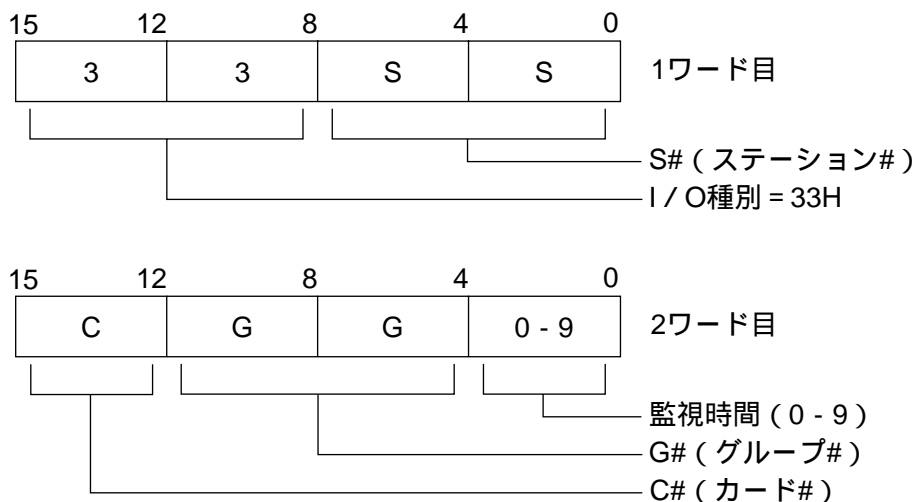 15 12 8 4 0
3 3 S S 1ワード目
S#(ステーション#)
I/O種別=33H
15 12 8 4 0
C G G 0-9 2ワード目
監視時間(0-9)
G#(グループ#)
C#(カード#)